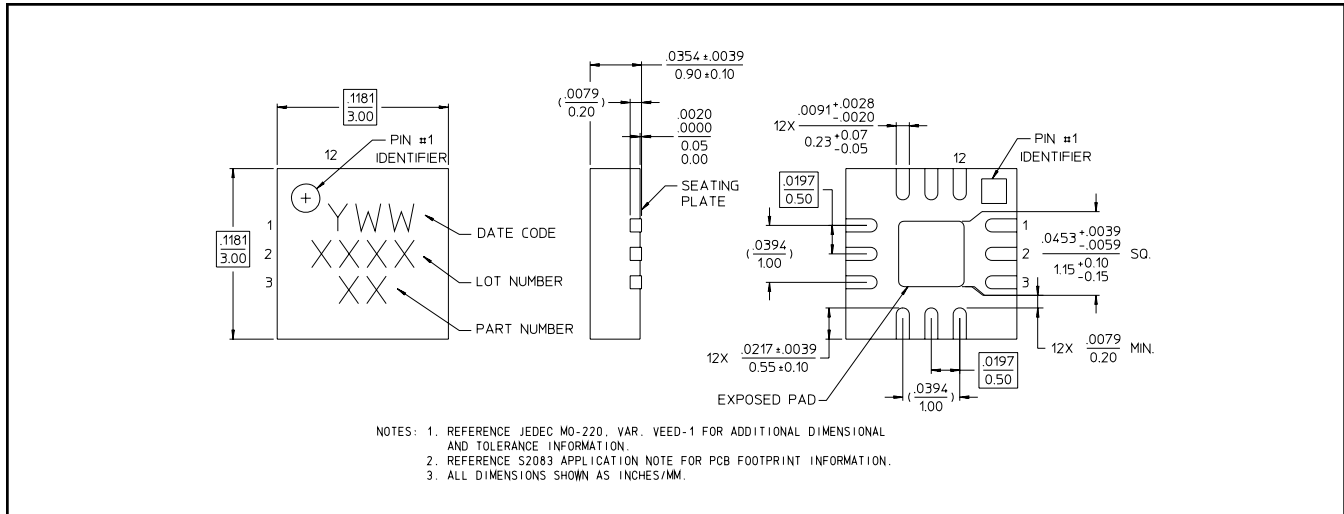 .1181
3.00
12
PIN #1
IDENTIFIER
.1181
3.00
1
2
3
YWW
XXXX
XX
DATE CODE
LOT NUMBER
PART NUMBER
.0354 ±.0039
0.90 ±0.10
(.0079
0.20)
.0020
.0000
0.05
0.00
SEATING
PLATE
12X .0091 +.0028
-.0020
0.23 +0.07
-0.05
12
PIN #1
IDENTIFIER
.0197
0.50
(.0394
1.00)
1
2
3
.0453 +.0039
-.0059
SQ.
1.15 +0.10
-0.15
12X .0217 ±.0039
0.55 ±0.10
12X .0079
0.20 MIN.
.0197
0.50
(.0394
1.00)
EXPOSED PAD
NOTES: 1. REFERENCE JEDEC MO-220, VAR. VEED-1 FOR ADDITIONAL DIMENSIONAL
AND TOLERANCE INFORMATION.
2. REFERENCE S2083 APPLICATION NOTE FOR PCB FOOTPRINT INFORMATION.
3. ALL DIMENSIONS SHOWN AS INCHES/MM.